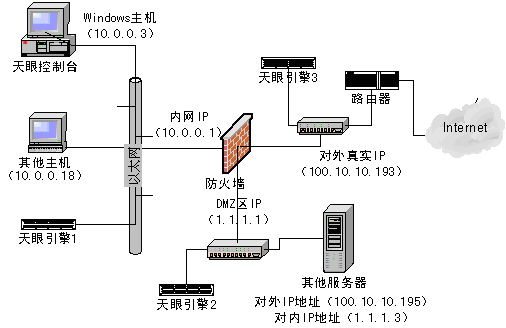 Windows主机
(10.0.0.3)
天眼控制台
天眼引擎3
路由器
内网IP
(10.0.0.1)
Internet
其他主机
(10.0.0.18)
以太网
对外真实IP
(100.10.10.193)
防火墙
DMZ区IP
(1.1.1.1)
天眼引擎1
天眼引擎2
其他服务器
对外IP地址(100.10.10.195)
对内IP地址(1.1.1.3)